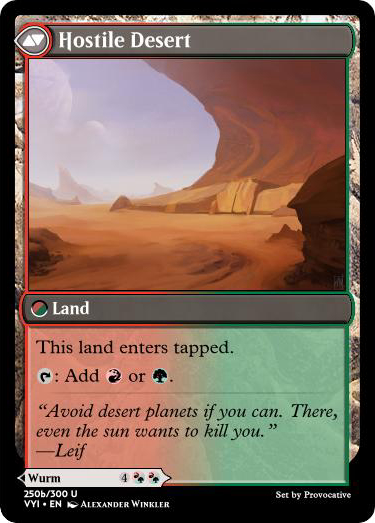 Hostile Desert
Land
This land enters tapped.
: Add or .
“Avoid desert planets if you can. There,
even the sun wants to kill you.”
—Leif
Wurm 4
250b/300 U
VYI • EN Alexander Winkler
Set by Provocative